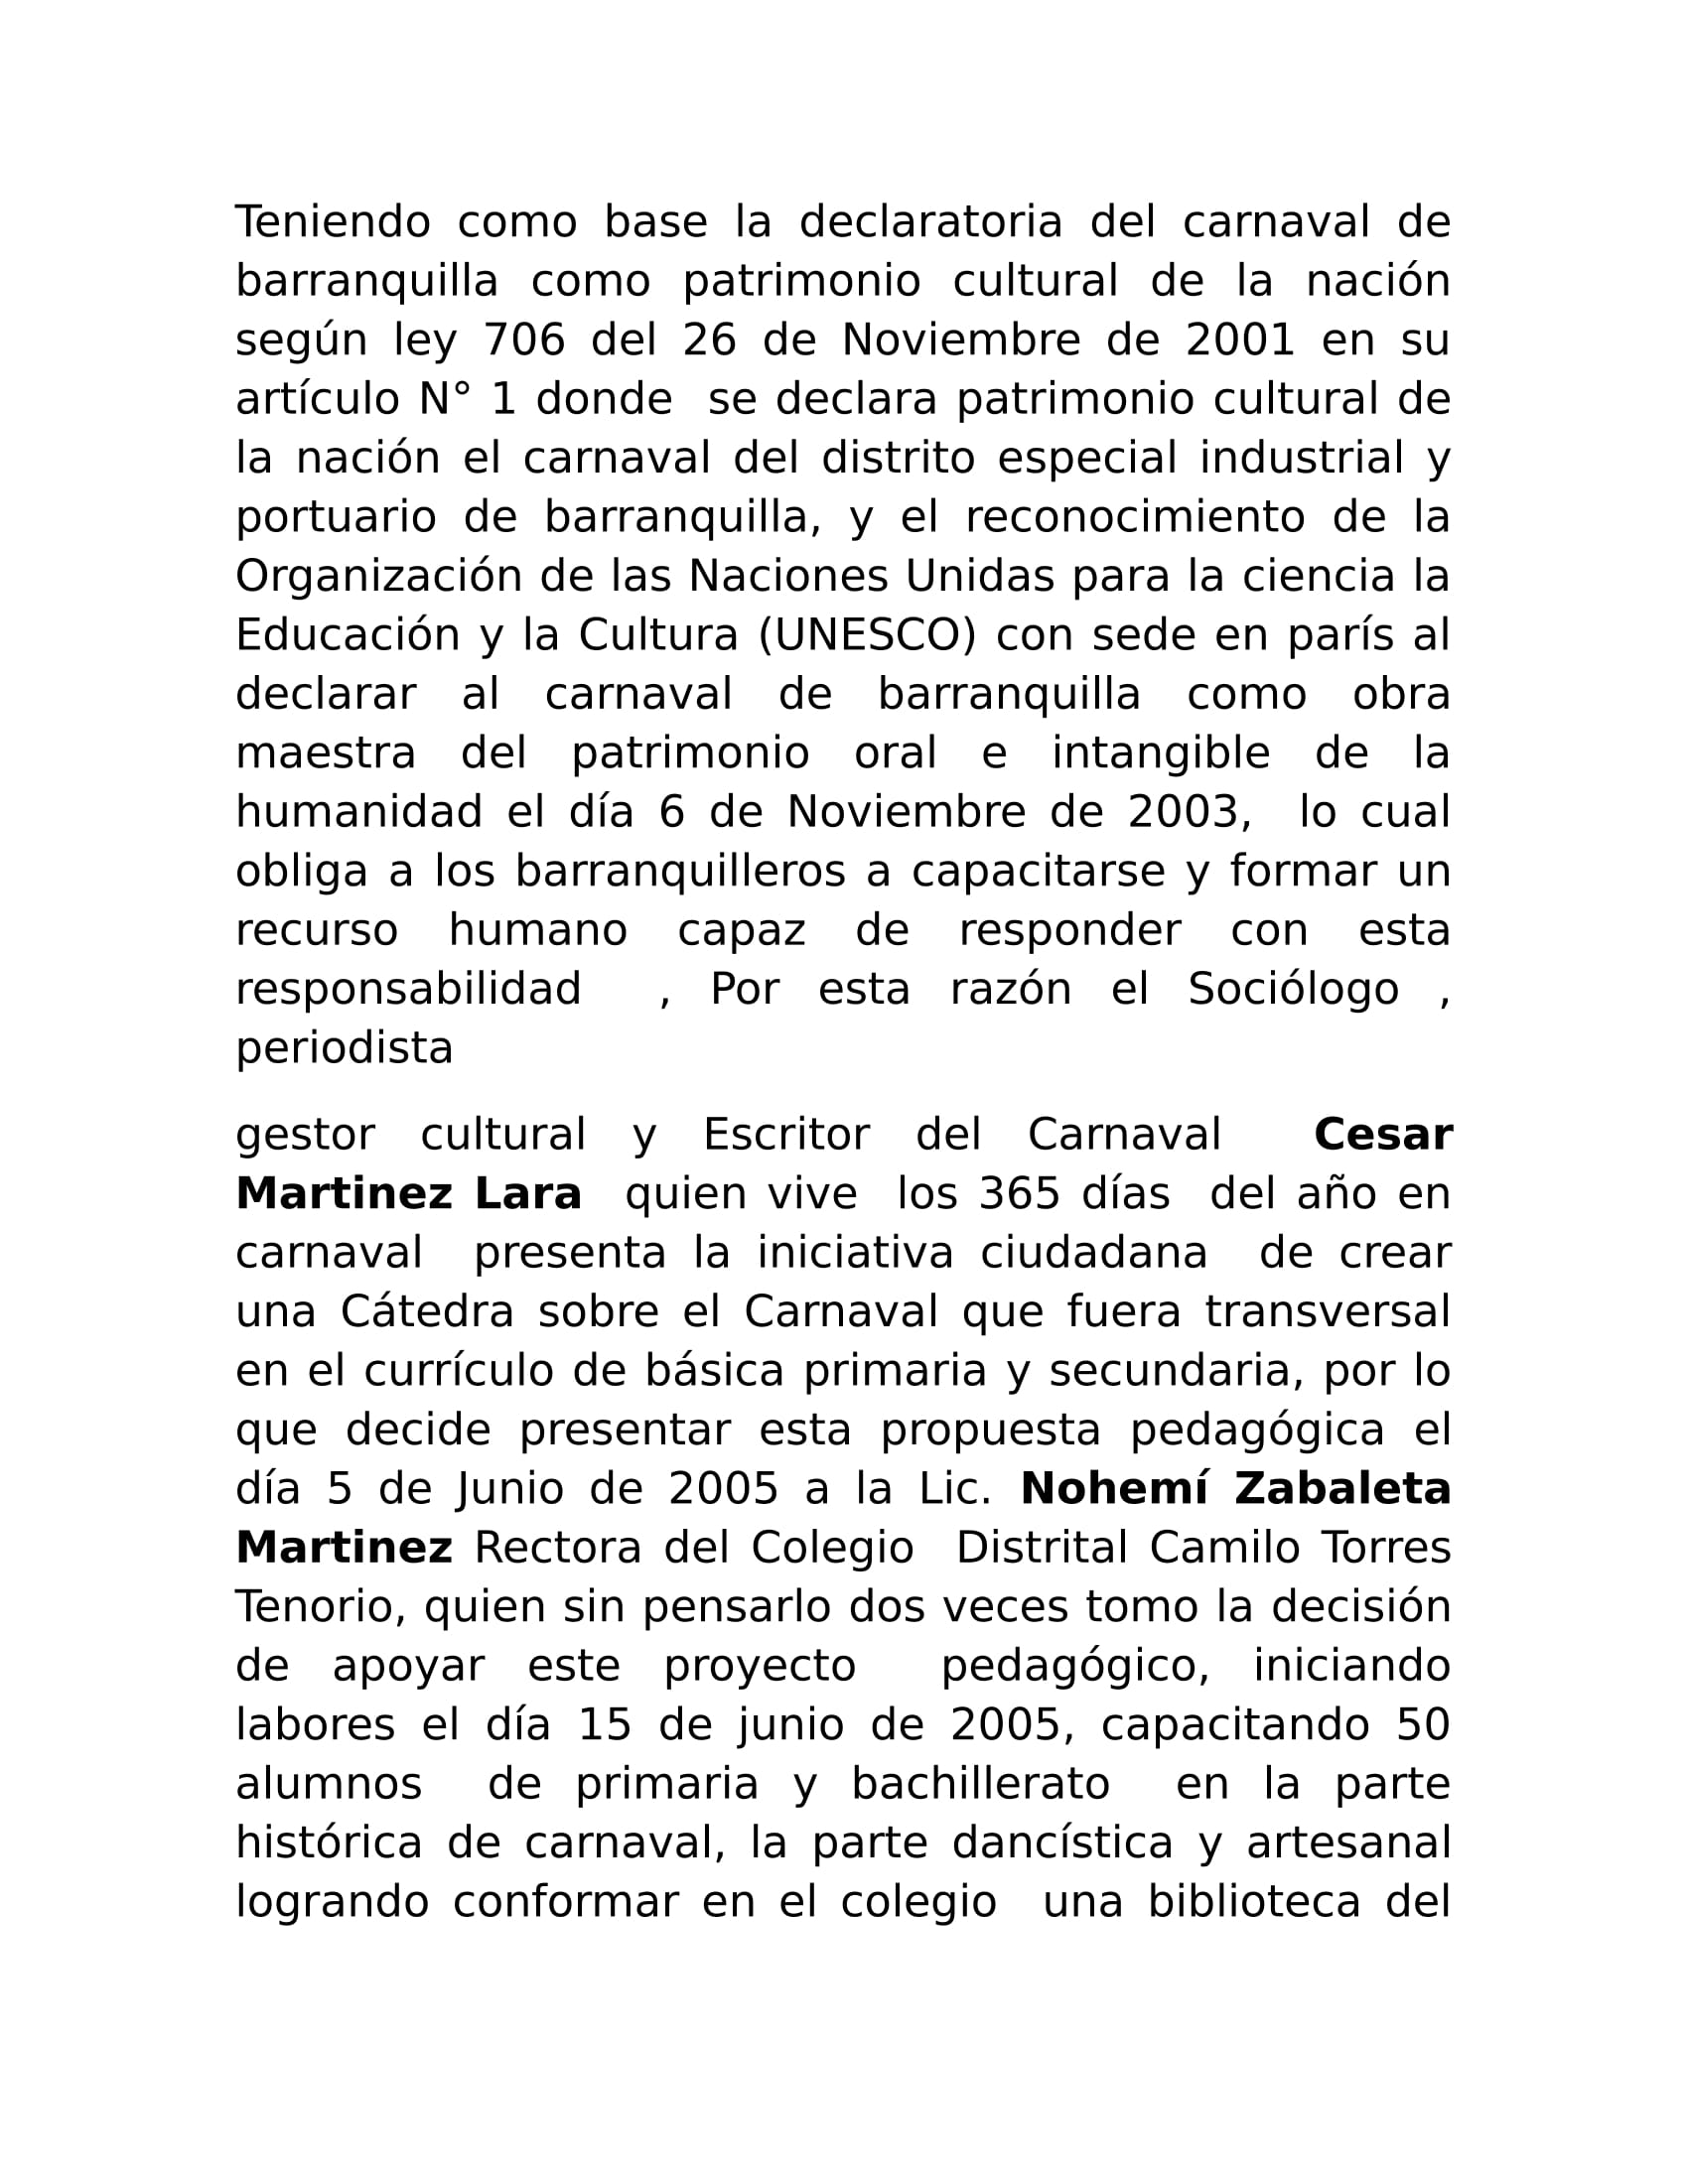 Teniendo como base la declaratoria del carnaval de
barranquilla como patrimonio cultural de la nación
según ley 706 del 26 de Noviembre de 2001 en su
artículo N° 1 donde  se declara patrimonio cultural de
la nación el carnaval del distrito especial industrial y
portuario de barranquilla, y el reconocimiento de la
Organización de las Naciones Unidas para la ciencia la
Educación y la Cultura (UNESCO) con sede en parís al
declarar al carnaval de barranquilla como obra
maestra del patrimonio oral e intangible de la
humanidad el día 6 de Noviembre de 2003,  lo cual
obliga a los barranquilleros a capacitarse y formar un
recurso humano capaz de responder con esta
responsabilidad  , Por esta razón el Sociólogo ,
periodista
gestor cultural y Escritor del Carnaval  Cesar
Martinez Lara  quien vive  los 365 días  del año en
carnaval  presenta la iniciativa ciudadana  de crear
una Cátedra sobre el Carnaval que fuera transversal
en el currículo de básica primaria y secundaria, por lo
que decide presentar esta propuesta pedagógica el
día 5 de Junio de 2005 a la Lic. Nohemí Zabaleta
Martinez Rectora del Colegio  Distrital Camilo Torres
Tenorio, quien sin pensarlo dos veces tomo la decisión
de apoyar este proyecto  pedagógico, iniciando
labores el día 15 de junio de 2005, capacitando 50
alumnos  de primaria y bachillerato  en la parte
histórica de carnaval, la parte dancística y artesanal
logrando conformar en el colegio  una biblioteca del